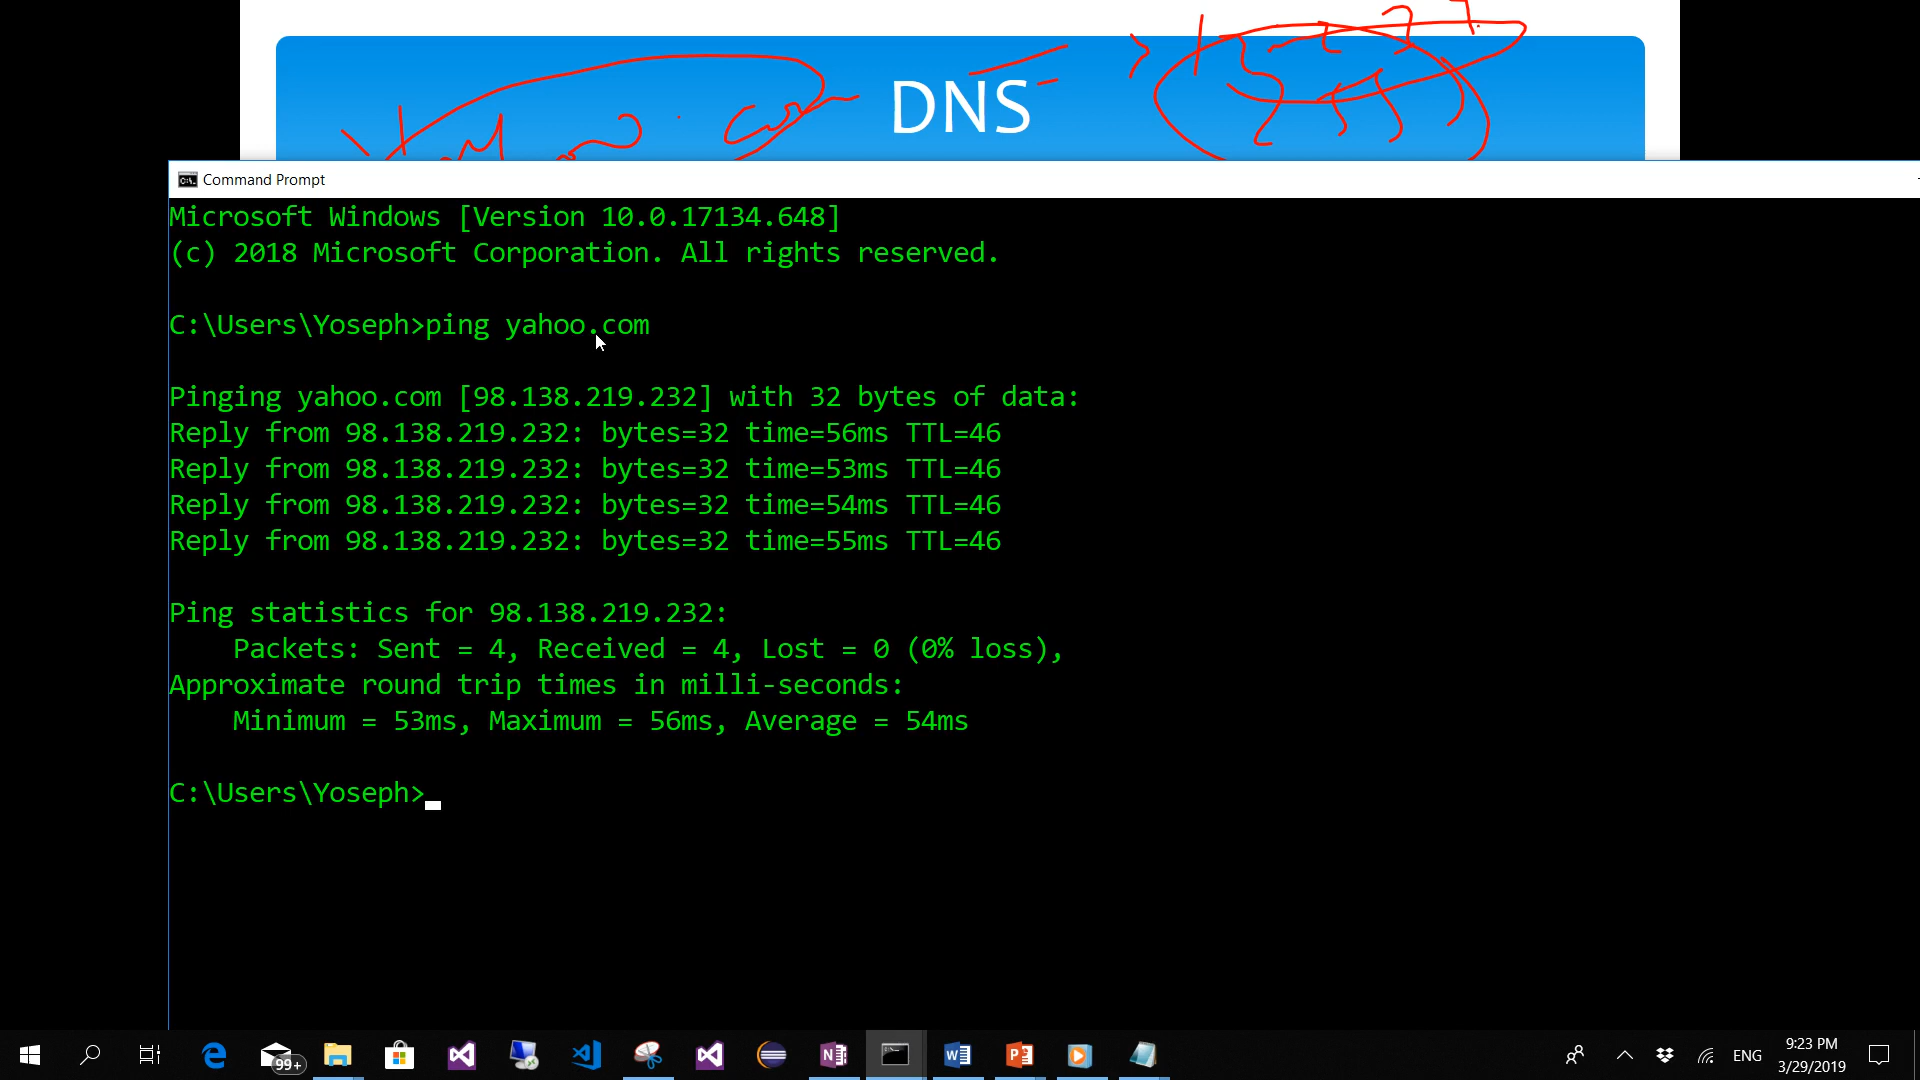 DNS
Command Prompt
Microsoft Windows [Version 10.0.17134.648]
(c) 2018 Microsoft Corporation. All rights reserved.
C:\Users\Yoseph>ping yahoo.com
Pinging yahoo.com [98.138.219.232] with 32 bytes of data:
Reply from 98.138.219.232: bytes=32 time=56ms TTL=46
Reply from 98.138.219.232: bytes=32 time=53ms TTL=46
Reply from 98.138.219.232: bytes=32 time=54ms TTL=46
Reply from 98.138.219.232: bytes=32 time=55ms TTL=46
Ping statistics for 98.138.219.232:
Packets: Sent = 4, Received = 4, Lost = 0 (0% loss),
Approximate round trip times in milli-seconds:
Minimum = 53ms, Maximum = 56ms, Average = 54ms
C:\Users\Yoseph>
99+
ENG
9:23 PM
3/29/2019